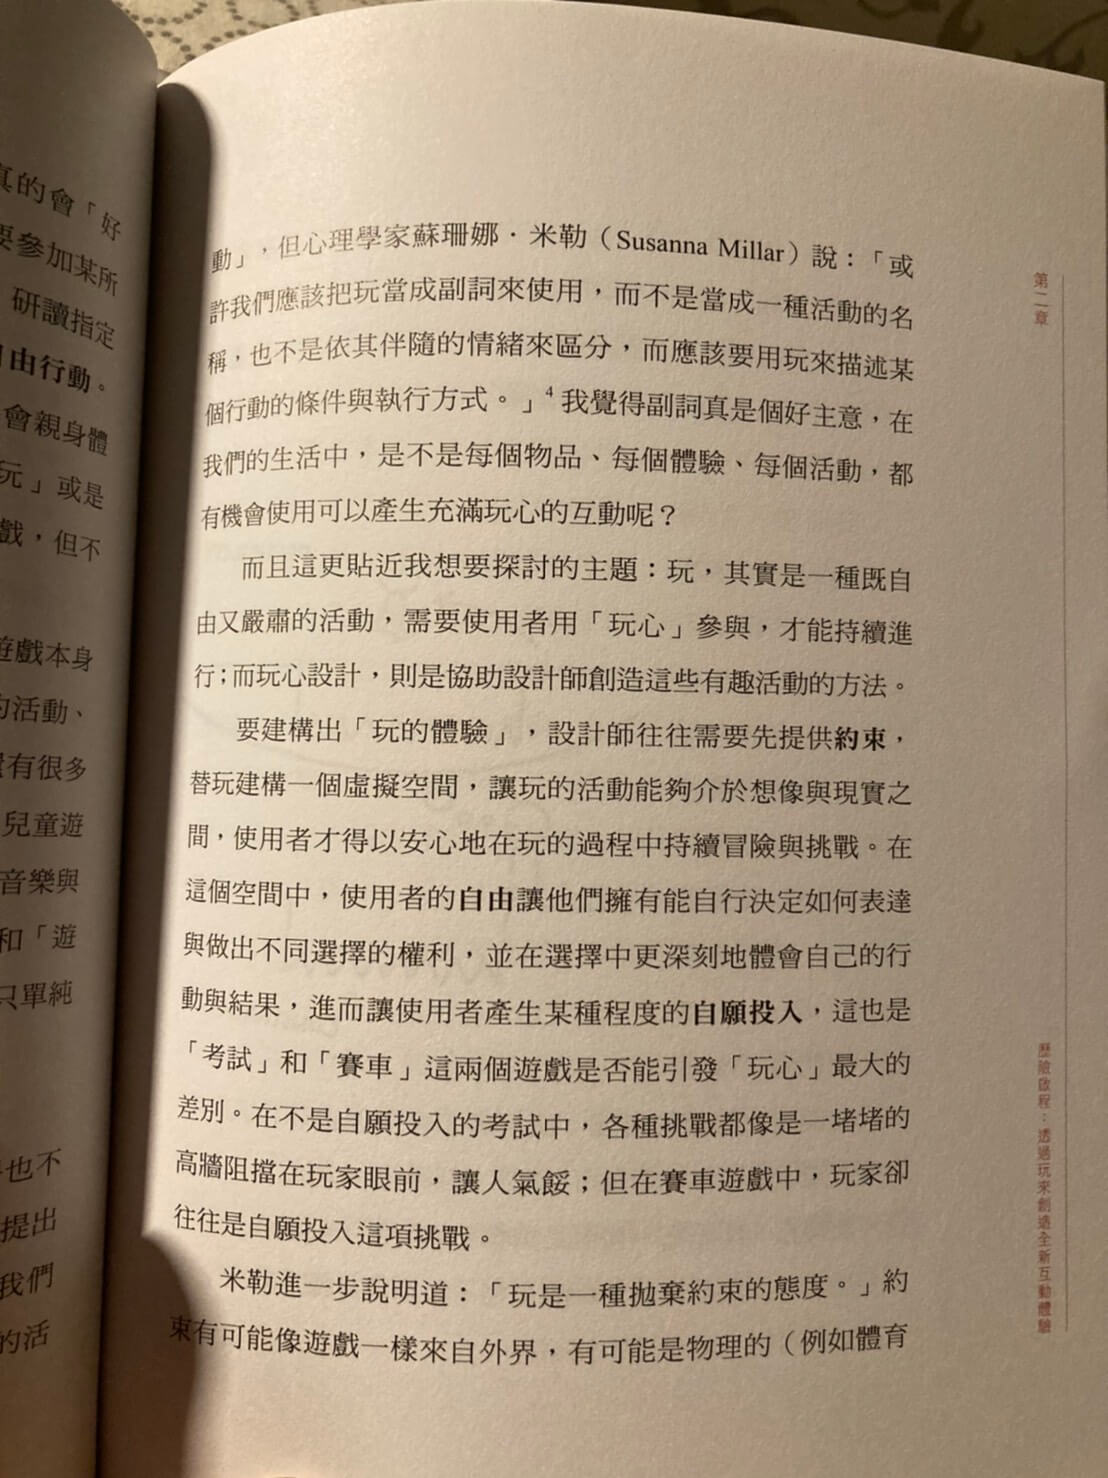 真的會「好
要參加某所
研讀指定
由行動。
會親身體
玩」或是
戲，但不
遊戲本身
的活動、
還有很多
兒童遊
音樂與
和「遊
只單純
也不
提出
我們
的活
動」，但心理學家蘇珊娜．米勒（Susanna Millar）說：「或
許我們應該把玩當成副詞來使用，而不是當成一種活動的名
稱，也不是依其伴隨的情緒來區分，而應該要用玩來描述某
個行動的條件與執行方式。」4 我覺得副詞真是個好主意，在
我們的生活中，是不是每個物品、每個體驗、每個活動，都
有機會使用可以產生充滿玩心的互動呢？
而且這更貼近我想要探討的主題：玩，其實是一種既自
由又嚴肅的活動，需要使用者用「玩心」參與，才能持續進
行；而玩心設計，則是協助設計師創造這些有趣活動的方法。
要建構出「玩的體驗」，設計師往往需要先提供約束，
替玩建構一個虛擬空間，讓玩的活動能夠介於想像與現實之
間，使用者才得以安心地在玩的過程中持續冒險與挑戰。在
這個空間中，使用者的自由讓他們擁有能自行決定如何表達
與做出不同選擇的權利，並在選擇中更深刻地體會自己的行
動與結果，進而讓使用者產生某種程度的自願投入，這也是
「考試」和「賽車」這兩個遊戲是否能引發「玩心」最大的
差別。在不是自願投入的考試中，各種挑戰都像是一堵堵的
高牆阻擋在玩家眼前，讓人氣餒；但在賽車遊戲中，玩家卻
往往是自願投入這項挑戰。
米勒進一步說明道：「玩是一種拋棄約束的態度。」約
束有可能像遊戲一樣來自外界，有可能是物理的（例如體育
第二章
歷險啟程：透過玩來創造全新互動體驗